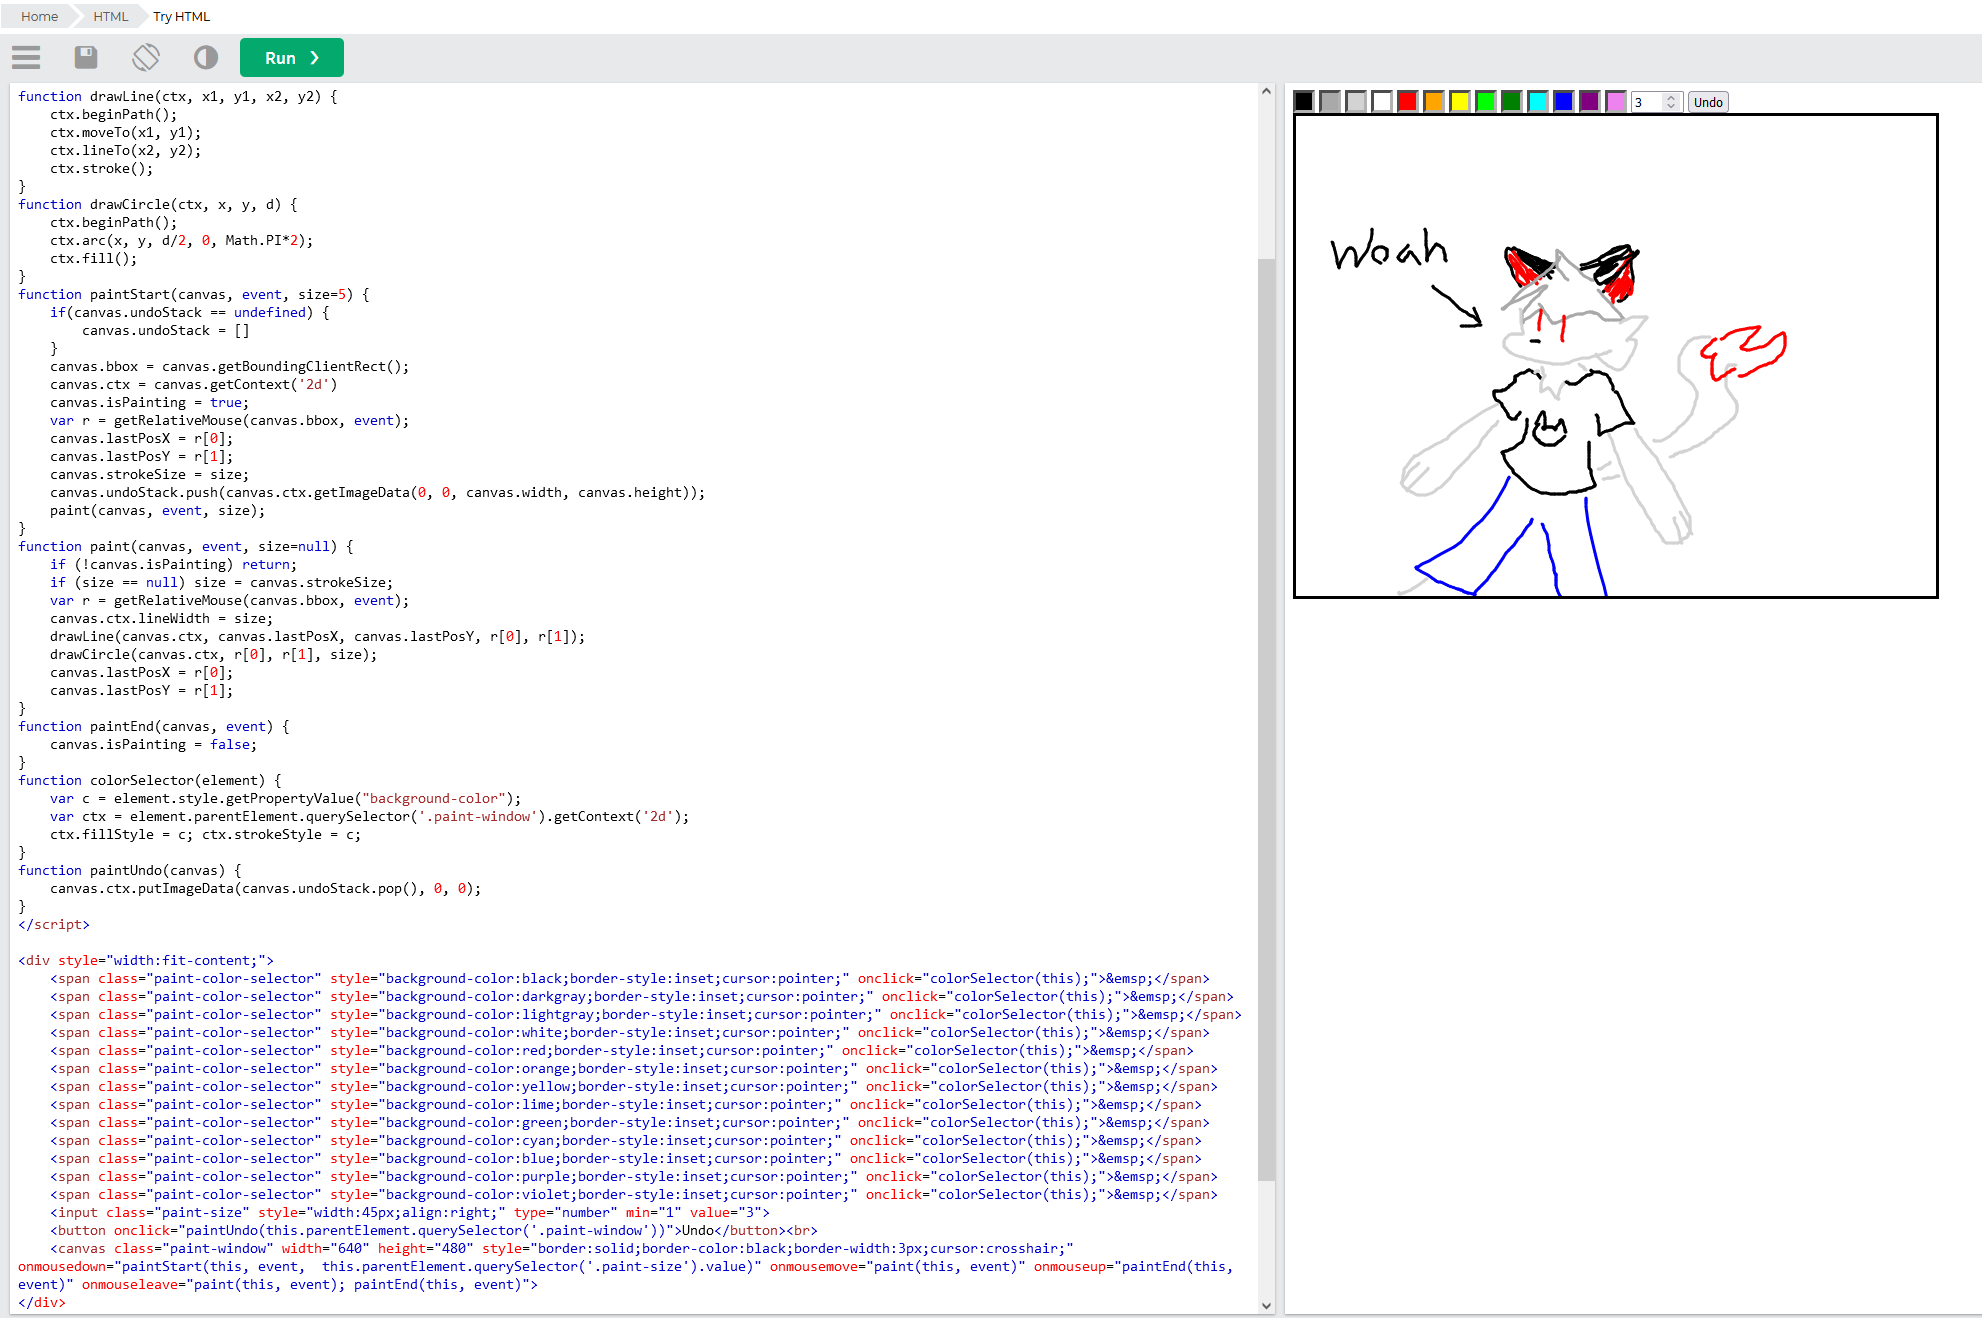 Home HTML Try HTML
Run ❯
function drawLine(ctx, x1, y1, x2, y2) {
    ctx.beginPath();
    ctx.moveTo(x1, y1);
    ctx.lineTo(x2, y2);
    ctx.stroke();
}
function drawCircle(ctx, x, y, d) {
    ctx.beginPath();
    ctx.arc(x, y, d/2, 0, Math.PI*2);
    ctx.fill();
}
function paintStart(canvas, event, size=5) {
    if(canvas.undoStack == undefined) {
        canvas.undoStack = []
    }
    canvas.bbox = canvas.getBoundingClientRect();
    canvas.ctx = canvas.getContext('2d')
    canvas.isPainting = true;
    var r = getRelativeMouse(canvas.bbox, event);
    canvas.lastPosX = r[0];
    canvas.lastPosY = r[1];
    canvas.strokeSize = size;
    canvas.undoStack.push(canvas.ctx.getImageData(0, 0, canvas.width, canvas.height));
    paint(canvas, event, size);
}
function paint(canvas, event, size=null) {
    if (!canvas.isPainting) return;
    if (size == null) size = canvas.strokeSize;
    var r = getRelativeMouse(canvas.bbox, event);
    canvas.ctx.lineWidth = size;
    drawLine(canvas.ctx, canvas.lastPosX, canvas.lastPosY, r[0], r[1]);
    drawCircle(canvas.ctx, r[0], r[1], size);
    canvas.lastPosX = r[0];
    canvas.lastPosY = r[1];
}
function paintEnd(canvas, event) {
    canvas.isPainting = false;
}
function colorSelector(element) {
    var c = element.style.getPropertyValue("background-color");
    var ctx = element.parentElement.querySelector('.paint-window').getContext('2d');
    ctx.fillStyle = c; ctx.strokeStyle = c;
}
function paintUndo(canvas) {
    canvas.ctx.putImageData(canvas.undoStack.pop(), 0, 0);
}
</script>

<div style="width:fit-content;">
    <span class="paint-color-selector" style="background-color:black;border-style:inset;cursor:pointer;" onclick="colorSelector(this);">&emsp;</span>
    <span class="paint-color-selector" style="background-color:darkgray;border-style:inset;cursor:pointer;" onclick="colorSelector(this);">&emsp;</span>
    <span class="paint-color-selector" style="background-color:lightgray;border-style:inset;cursor:pointer;" onclick="colorSelector(this);">&emsp;</span>
    <span class="paint-color-selector" style="background-color:white;border-style:inset;cursor:pointer;" onclick="colorSelector(this);">&emsp;</span>
    <span class="paint-color-selector" style="background-color:red;border-style:inset;cursor:pointer;" onclick="colorSelector(this);">&emsp;</span>
    <span class="paint-color-selector" style="background-color:orange;border-style:inset;cursor:pointer;" onclick="colorSelector(this);">&emsp;</span>
    <span class="paint-color-selector" style="background-color:yellow;border-style:inset;cursor:pointer;" onclick="colorSelector(this);">&emsp;</span>
    <span class="paint-color-selector" style="background-color:lime;border-style:inset;cursor:pointer;" onclick="colorSelector(this);">&emsp;</span>
    <span class="paint-color-selector" style="background-color:green;border-style:inset;cursor:pointer;" onclick="colorSelector(this);">&emsp;</span>
    <span class="paint-color-selector" style="background-color:cyan;border-style:inset;cursor:pointer;" onclick="colorSelector(this);">&emsp;</span>
    <span class="paint-color-selector" style="background-color:blue;border-style:inset;cursor:pointer;" onclick="colorSelector(this);">&emsp;</span>
    <span class="paint-color-selector" style="background-color:purple;border-style:inset;cursor:pointer;" onclick="colorSelector(this);">&emsp;</span>
    <span class="paint-color-selector" style="background-color:violet;border-style:inset;cursor:pointer;" onclick="colorSelector(this);">&emsp;</span>
    <input class="paint-size" style="width:45px;align:right;" type="number" min="1" value="3">
    <button onclick="paintUndo(this.parentElement.querySelector('.paint-window'))">Undo</button><br>
    <canvas class="paint-window" width="640" height="480" style="border:solid;border-color:black;border-width:3px;cursor:crosshair;"
onmousedown="paintStart(this, event,  this.parentElement.querySelector('.paint-size').value)" onmousemove="paint(this, event)" onmouseup="paintEnd(this,
event)" onmouseleave="paint(this, event); paintEnd(this, event)">
</div>
3 Undo
Woah